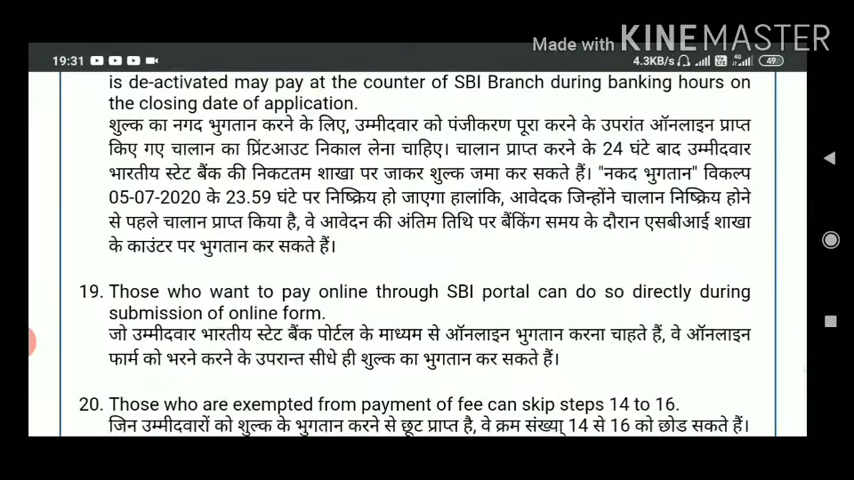 Made with KINEMASTER
19:31
4.3KB/s 4G 49
is de-activated may pay at the counter of SBI Branch during banking hours on
the closing date of application.
शुल्क का नगद भुगतान करने के लिए, उम्मीदवार को पंजीकरण पूरा करने के उपरांत ऑनलाइन प्राप्त
किए गए चालान का प्रिंटआउट निकाल लेना चाहिए। चालान प्राप्त करने के 24 घंटे बाद उम्मीदवार
भारतीय स्टेट बैंक की निकटतम शाखा पर जाकर शुल्क जमा कर सकते हैं। "नकद भुगतान" विकल्प
05-07-2020 के 23.59 घंटे पर निष्क्रिय हो जाएगा हालांकि, आवेदक जिन्होंने चालान निष्क्रिय होने
से पहले चालान प्राप्त किया है, वे आवेदन की अंतिम तिथि पर बैंकिंग समय के दौरान एसबीआई शाखा
के काउंटर पर भुगतान कर सकते हैं।
19. Those who want to pay online through SBI portal can do so directly during
submission of online form.
जो उम्मीदवार भारतीय स्टेट बैंक पोर्टल के माध्यम से ऑनलाइन भुगतान करना चाहते हैं, वे ऑनलाइन
फार्म को भरने करने के उपरान्त सीधे ही शुल्क का भुगतान कर सकते हैं।
20. Those who are exempted from payment of fee can skip steps 14 to 16.
जिन उम्मीदवारों को शुल्क के भुगतान करने से छूट प्राप्त है, वे क्रम संख्या् 14 से 16 को छोड सकते हैं।